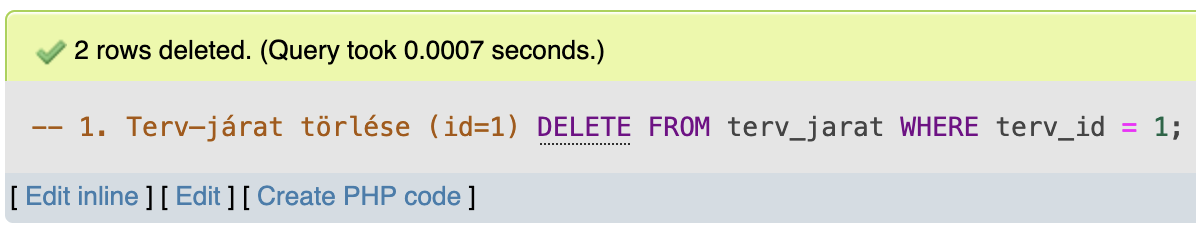 2 rows deleted. (Query took 0.0007 seconds.)
-- 1. Terv–járat törlése (id=1) DELETE FROM terv_jarat WHERE terv_id = 1;
[ Edit inline ] [ Edit ] [ Create PHP code ]